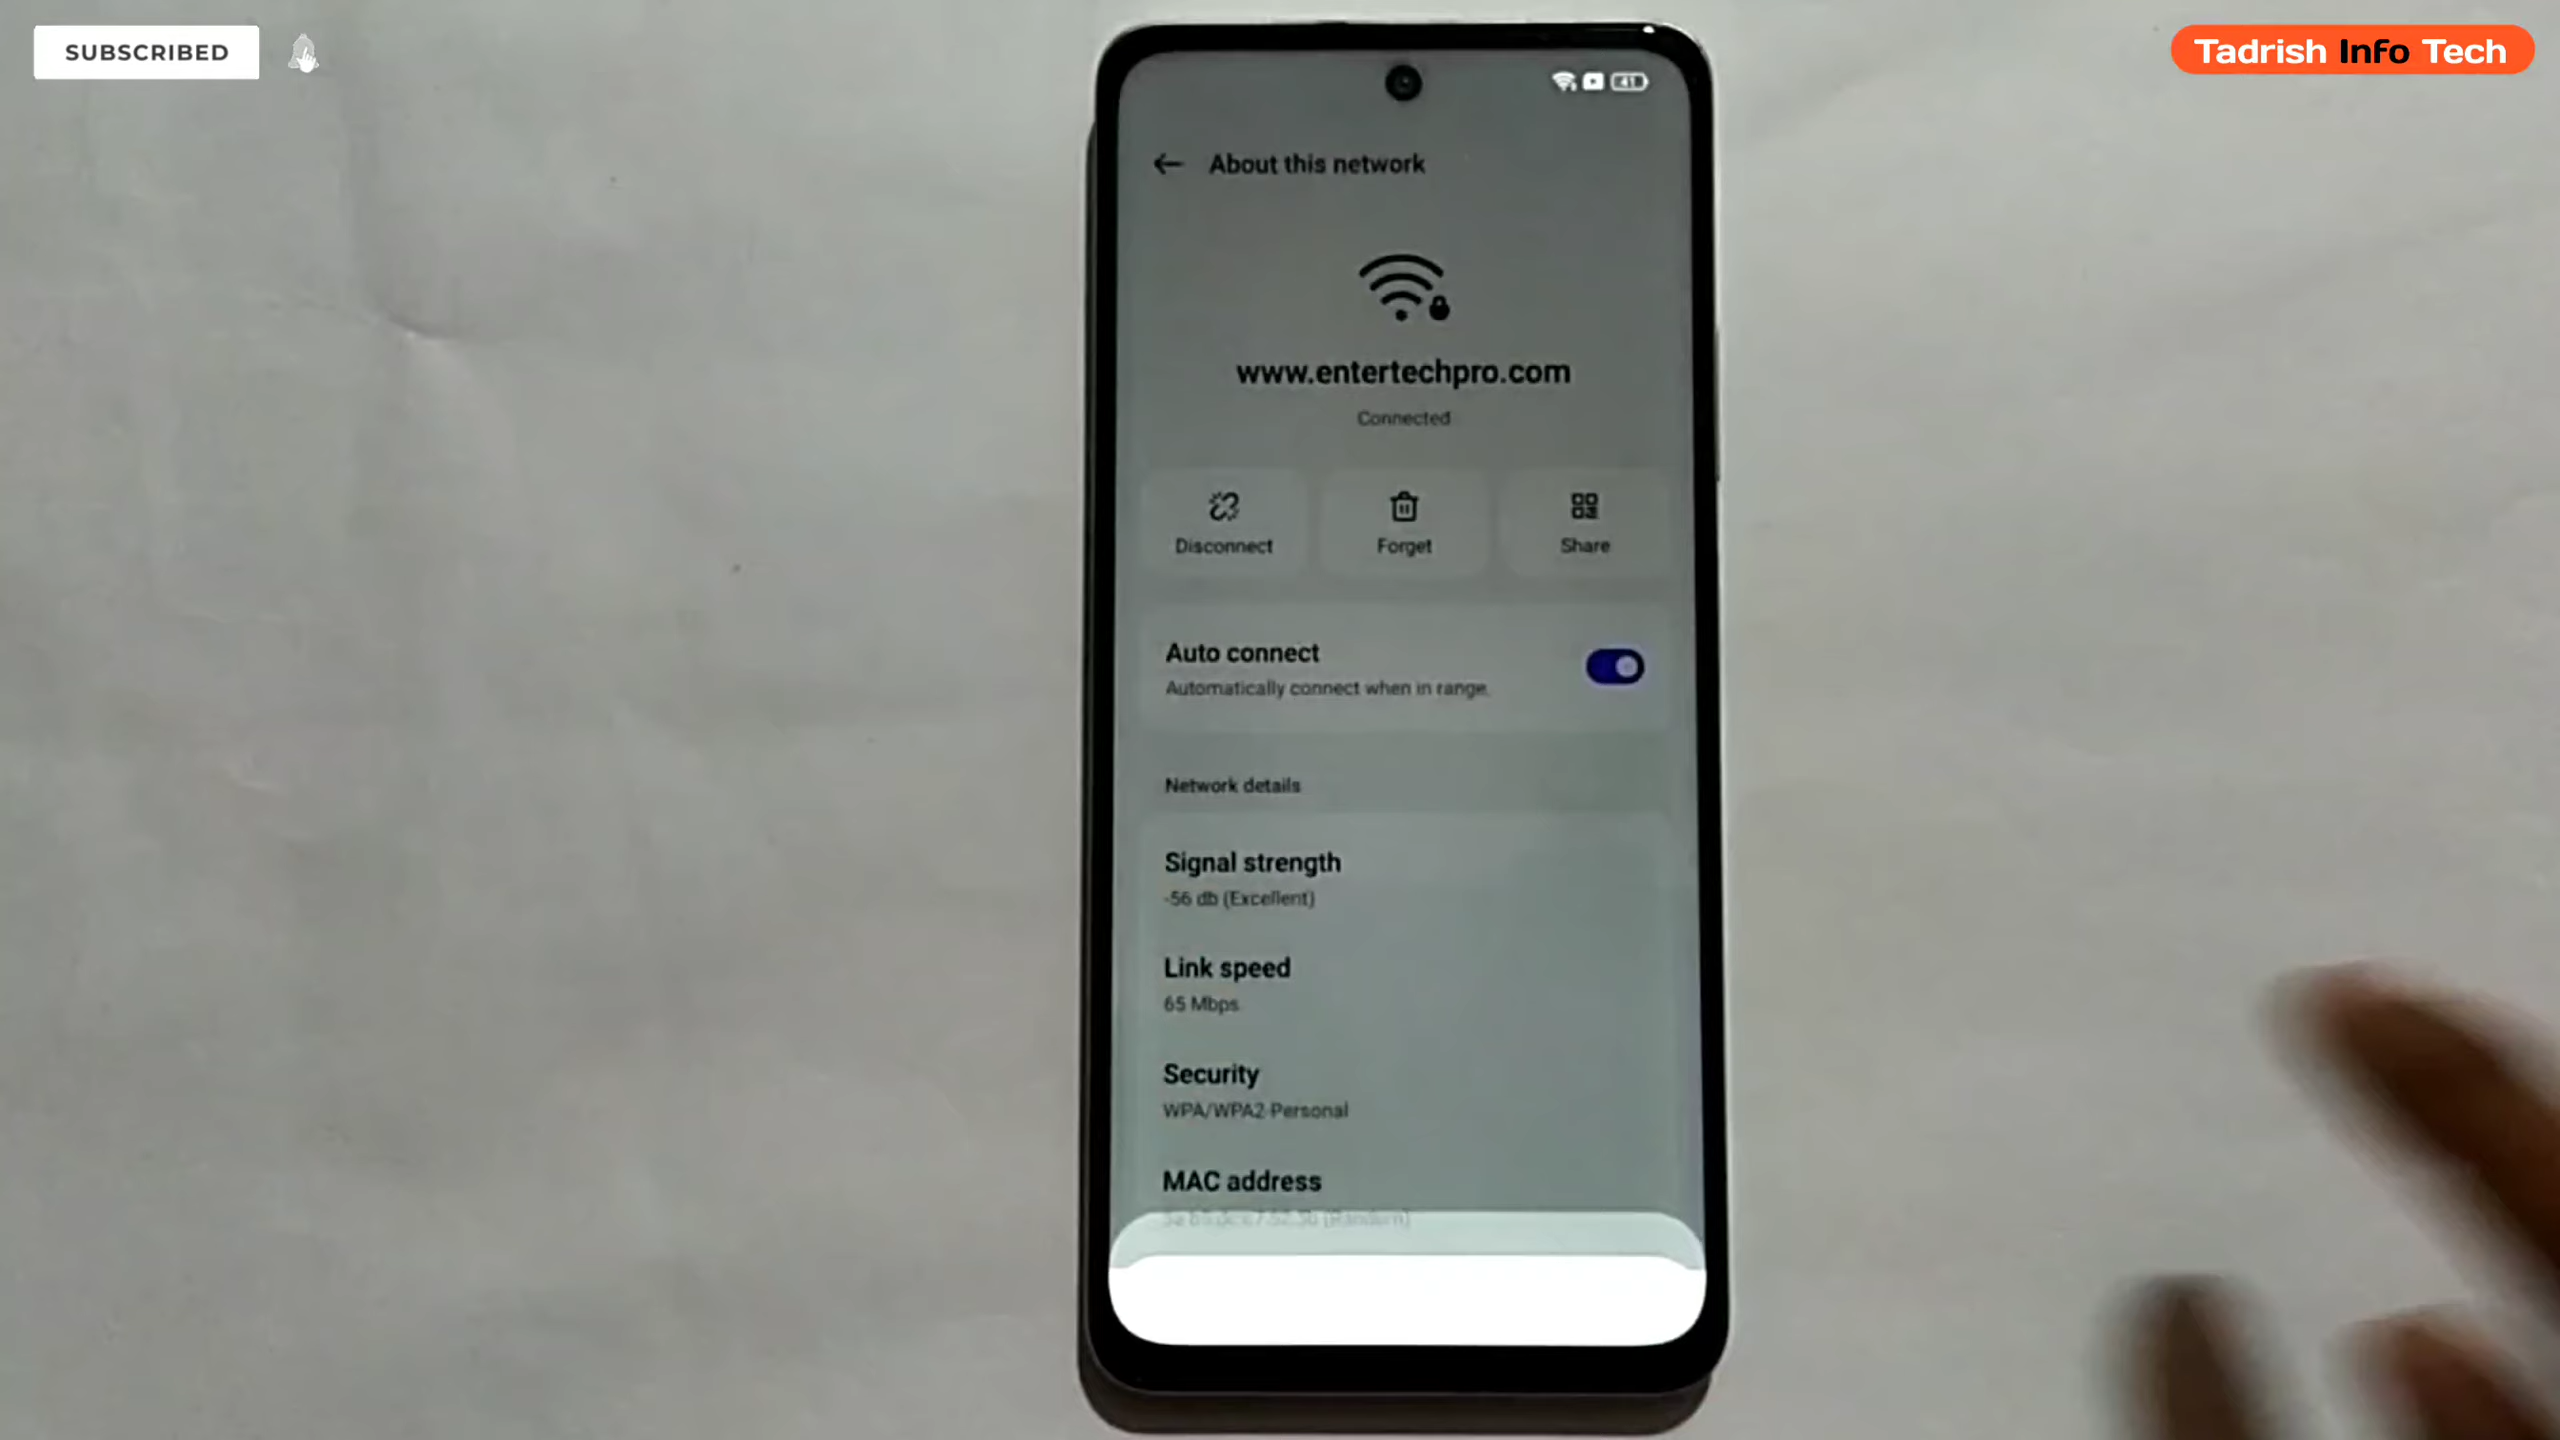 SUBSCRIBED
Tadrish InFo Tech
41
About this network
www.entertechpro.com
Connected
Disconnect
Forget
Share
Auto connect
Automatically connect when in range.
Network details
Signal strength
-56 db (Excellent)
Link speed
65 Mbps
Security
WPA/WPA2-Personal
MAC address
(Random)